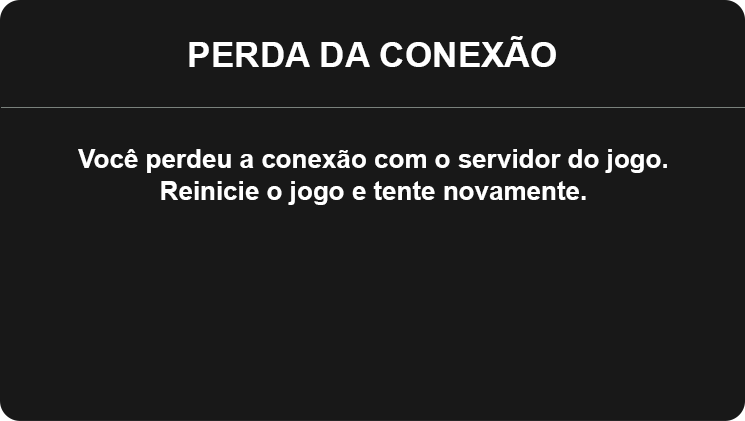 PERDA DA CONEXÃO
Você perdeu a conexão com o servidor do jogo.
Reinicie o jogo e tente novamente.